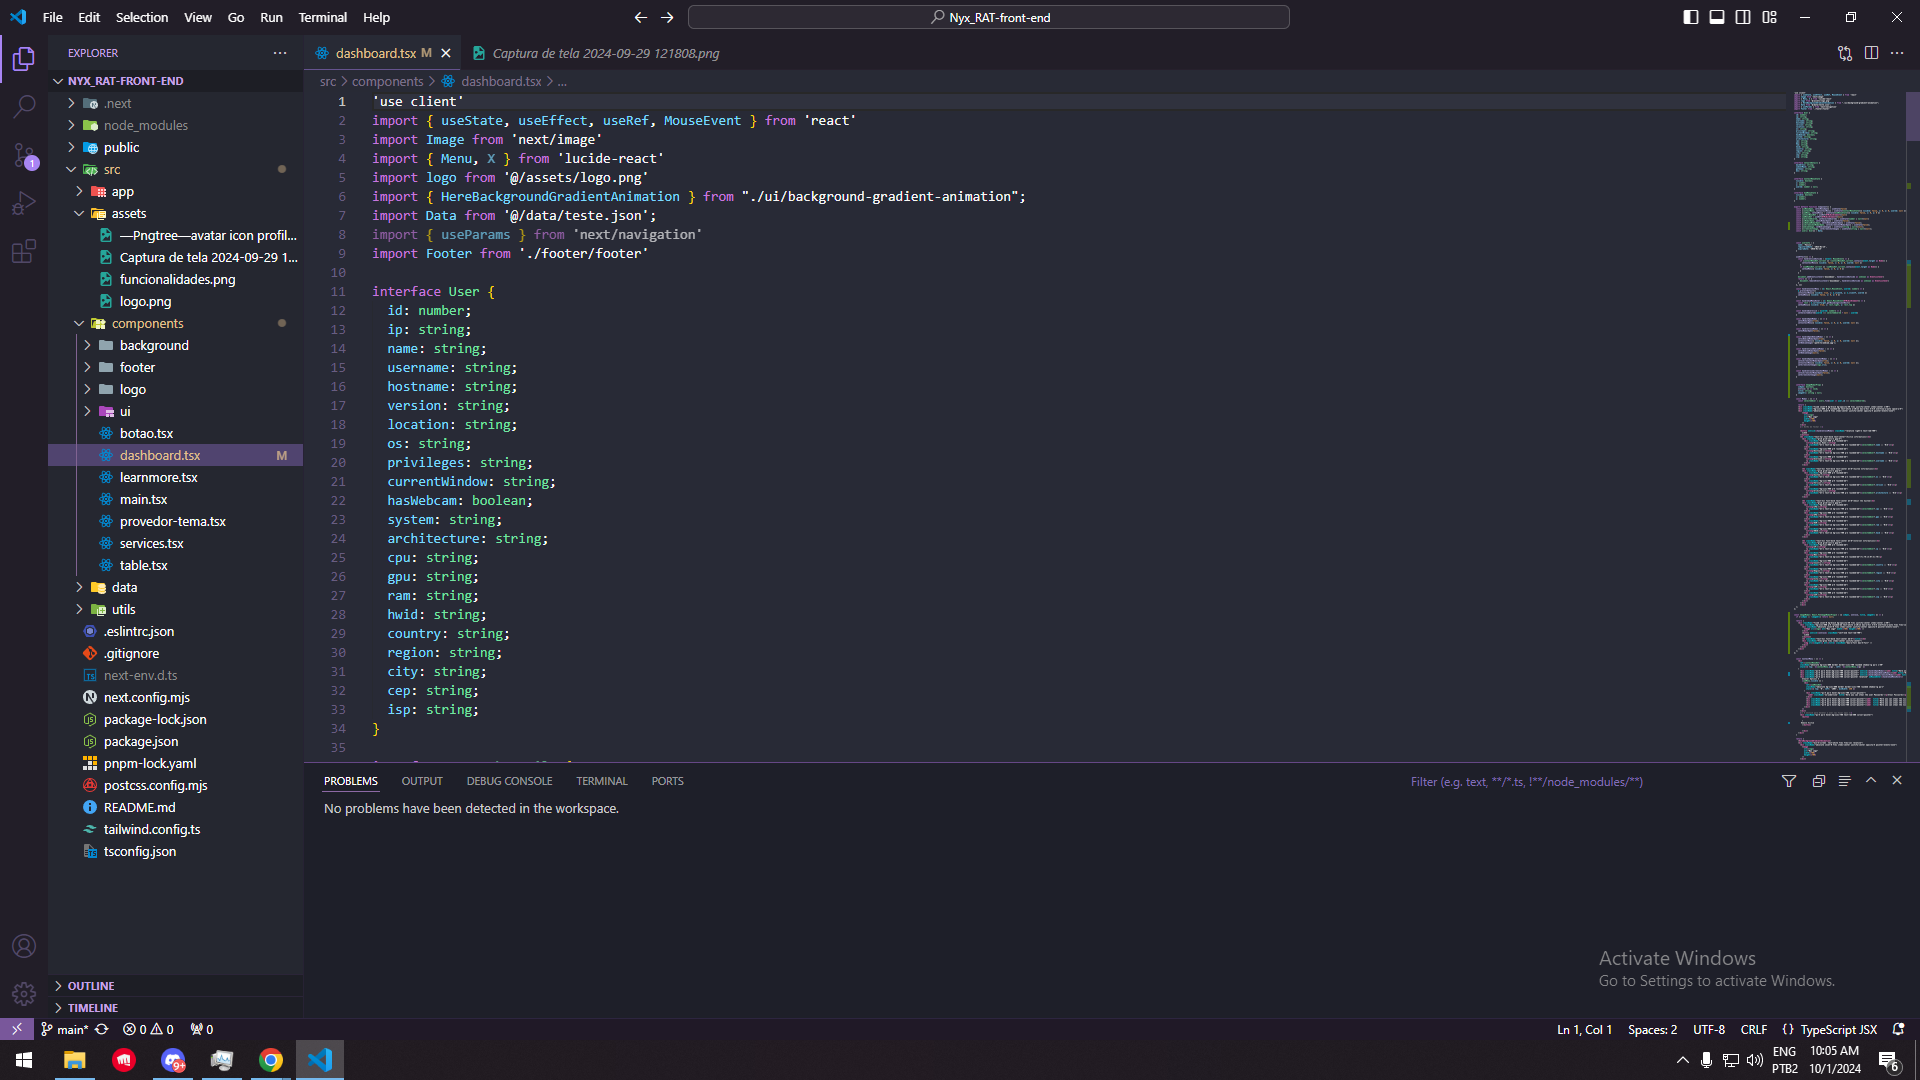 File Edit Selection View Go Run Terminal Help
Nyx_RAT-front-end
EXPLORER
NYX_RAT-FRONT-END
.next
node_modules
public
src
app
assets
—Pngtree—avatar icon profil...
Captura de tela 2024-09-29 1...
funcionalidades.png
logo.png
components
background
footer
logo
ui
botao.tsx
dashboard.tsx M
learnmore.tsx
main.tsx
provedor-tema.tsx
services.tsx
table.tsx
data
utils
.eslintrc.json
.gitignore
next-env.d.ts
next.config.mjs
package-lock.json
package.json
pnpm-lock.yaml
postcss.config.mjs
README.md
tailwind.config.ts
tsconfig.json
OUTLINE
TIMELINE
dashboard.tsx M Captura de tela 2024-09-29 121808.png
src > components > dashboard.tsx > ...
1 'use client'
2 import { useState, useEffect, useRef, MouseEvent } from 'react'
3 import Image from 'next/image'
4 import { Menu, X } from 'lucide-react'
5 import logo from '@/assets/logo.png'
6 import { HereBackgroundGradientAnimation } from "./ui/background-gradient-animation";
7 import Data from '@/data/teste.json';
8 import { useParams } from 'next/navigation'
9 import Footer from './footer/footer'
10
11 interface User {
12 id: number;
13 ip: string;
14 name: string;
15 username: string;
16 hostname: string;
17 version: string;
18 location: string;
19 os: string;
20 privileges: string;
21 currentWindow: string;
22 hasWebcam: boolean;
23 system: string;
24 architecture: string;
25 cpu: string;
26 gpu: string;
27 ram: string;
28 hwid: string;
29 country: string;
30 region: string;
31 city: string;
32 cep: string;
33 isp: string;
34 }
35
PROBLEMS OUTPUT DEBUG CONSOLE TERMINAL PORTS
Filter (e.g. text, **/*.ts, !**/node_modules/**)
No problems have been detected in the workspace.
Activate Windows
Go to Settings to activate Windows.
main* 0 0 0
Ln 1, Col 1 Spaces: 2 UTF-8 CRLF {} TypeScript JSX
ENG
PTB2
10:05 AM
10/1/2024